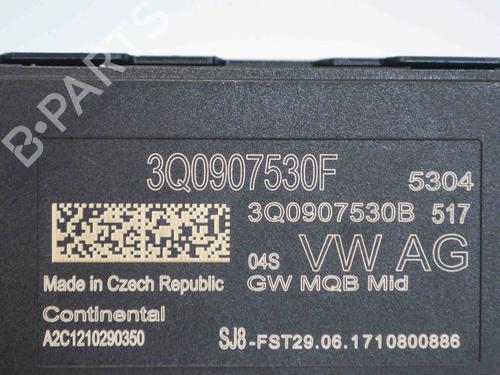 B-PARTS
3Q0907530F
5304
3Q0907530B 517
04S VW AG
Made in Czech Republic GW MQB Mid
Continental
A2C1210290350 SJ8-FST29.06.1710800886